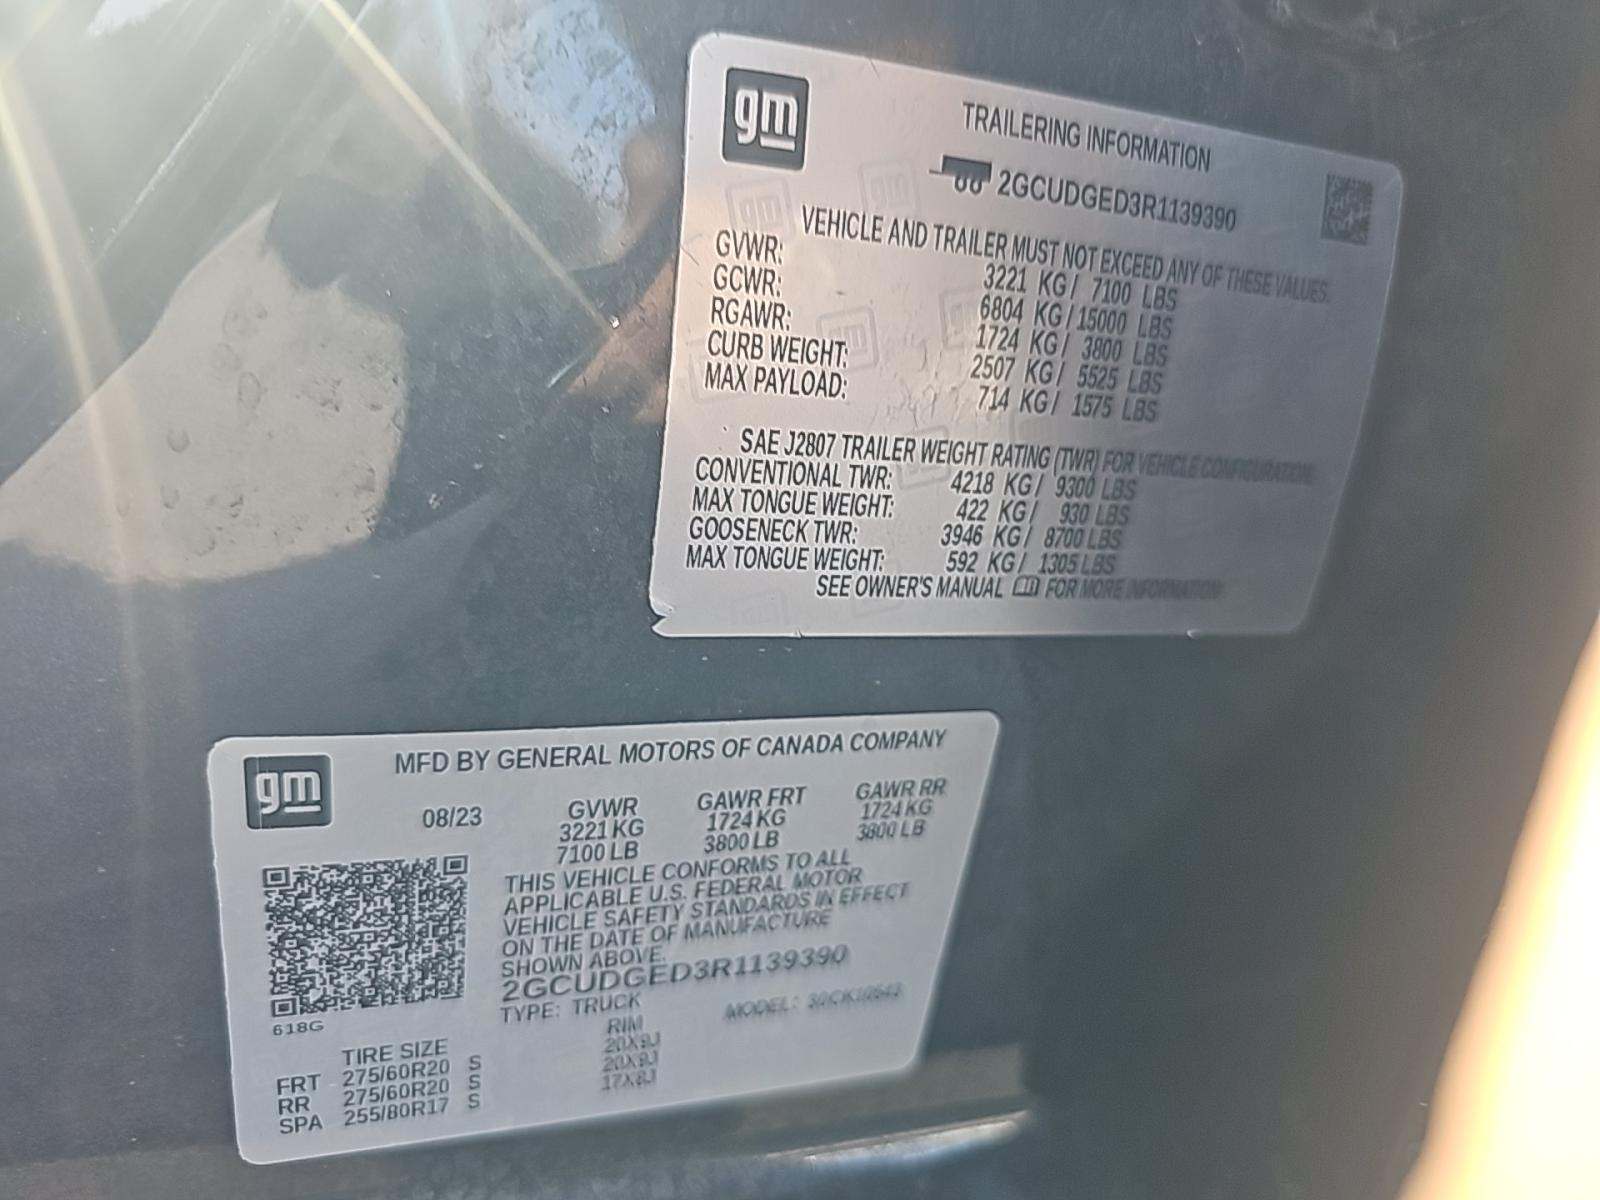 gm
TRAILERING INFORMATION
2GCUDGED3R1139390
VEHICLE AND TRAILER MUST NOT EXCEED ANY OF THESE VALUES.
GVWR: 3221 KG/ 7100 LBS
GCWR: 6804 KG/15000 LBS
RGAWR: 1724 KG/ 3800 LBS
CURB WEIGHT: 2507 KG/ 5525 LBS
MAX PAYLOAD: 714 KG/ 1575 LBS
SAE J2807 TRAILER WEIGHT RATING (TWR) FOR VEHICLE CONFIGURATION:
CONVENTIONAL TWR: 4218 KG/ 9300 LBS
MAX TONGUE WEIGHT: 422 KG/ 930 LBS
GOOSENECK TWR: 3946 KG/ 8700 LBS
MAX TONGUE WEIGHT: 592 KG/ 1305 LBS
SEE OWNER'S MANUAL FOR MORE INFORMATION
gm
MFD BY GENERAL MOTORS OF CANADA COMPANY
08/23 GVWR GAWR FRT GAWR RR
3221 KG 1724 KG 1724 KG
7100 LB 3800 LB 3800 LB
THIS VEHICLE CONFORMS TO ALL
APPLICABLE U.S. FEDERAL MOTOR
VEHICLE SAFETY STANDARDS IN EFFECT
ON THE DATE OF MANUFACTURE
SHOWN ABOVE.
2GCUDGED3R1139390
TYPE: TRUCK MODEL:
618G
TIRE SIZE RIM
FRT 275/60R20 S 20X9J
RR 275/60R20 S 20X9J
SPA 255/80R17 S 17X8J